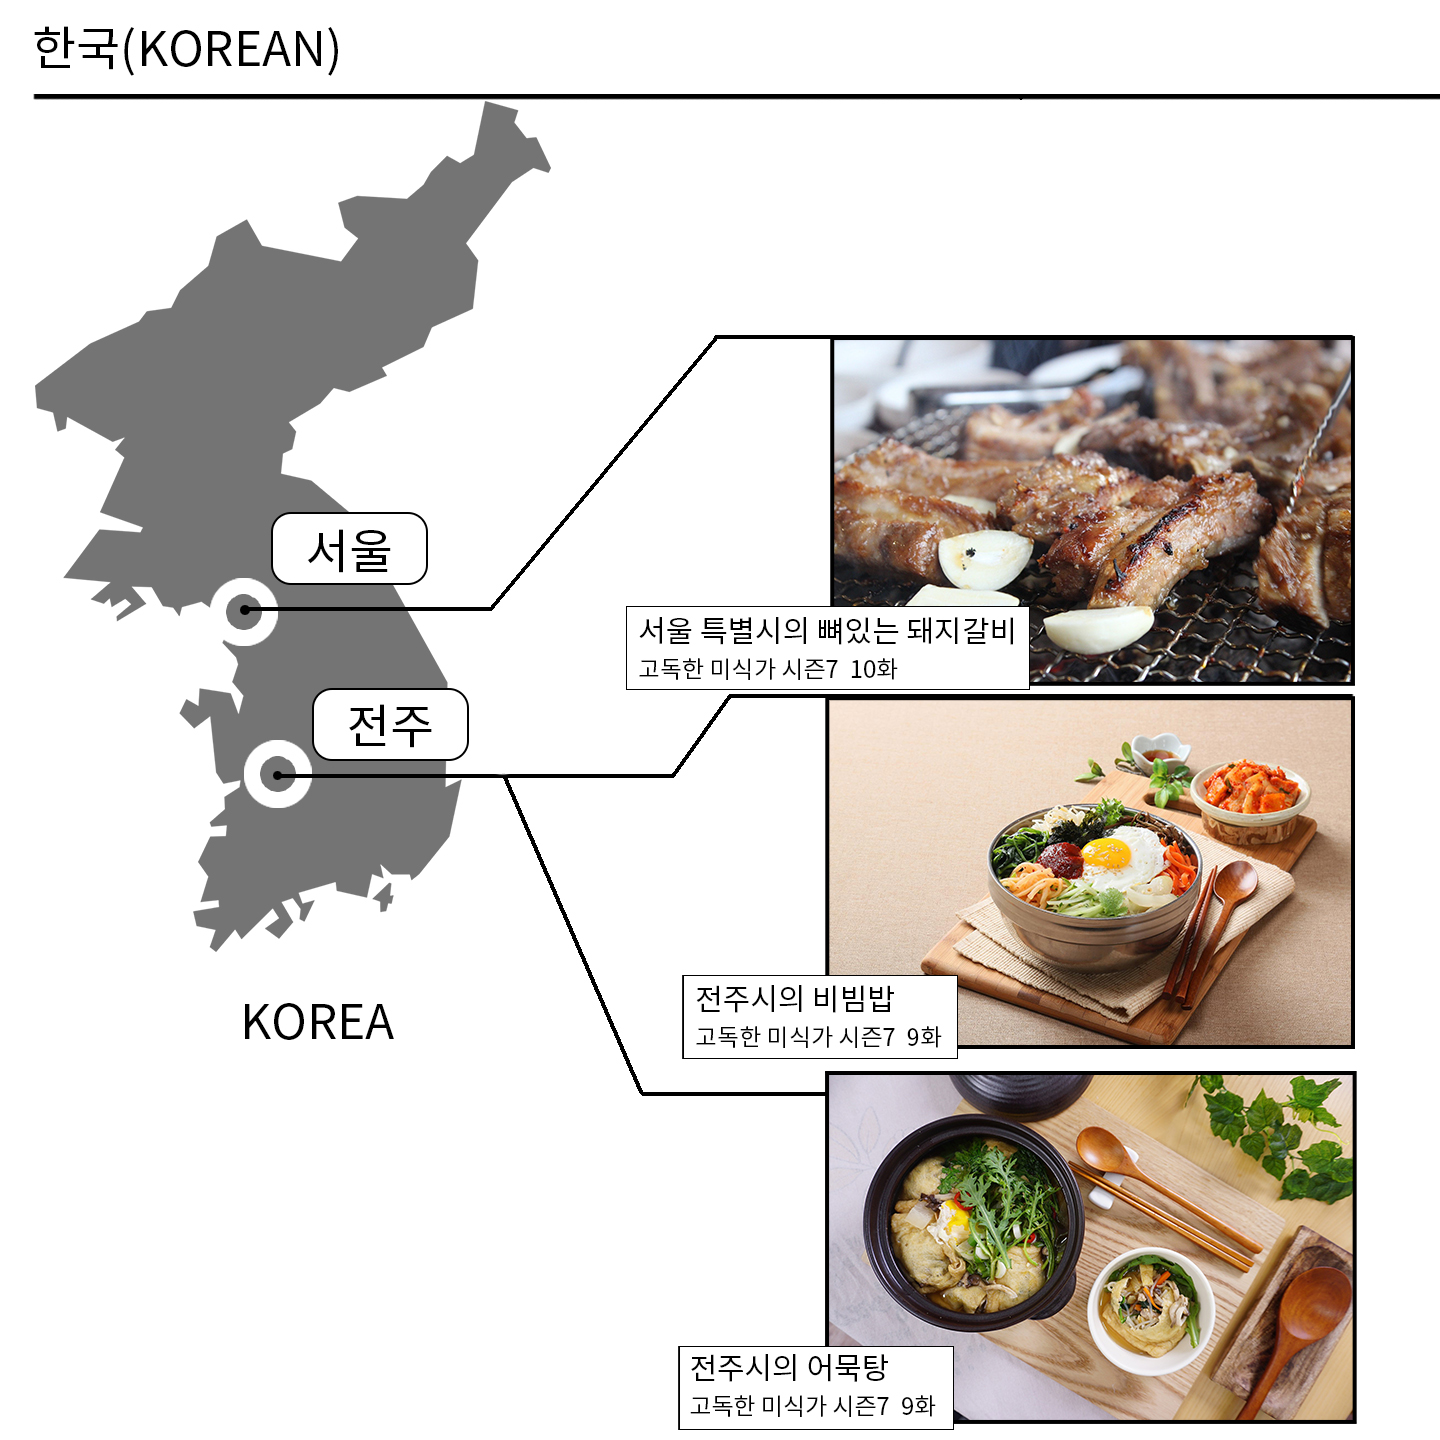 한국(KOREAN)
서울
전주
KOREA
서울 특별시의 뼈있는 돼지갈비
고독한 미식가 시즌7 10화
전주시의 비빔밥
고독한 미식가 시즌7 9화
전주시의 어묵탕
고독한 미식가 시즌7 9화